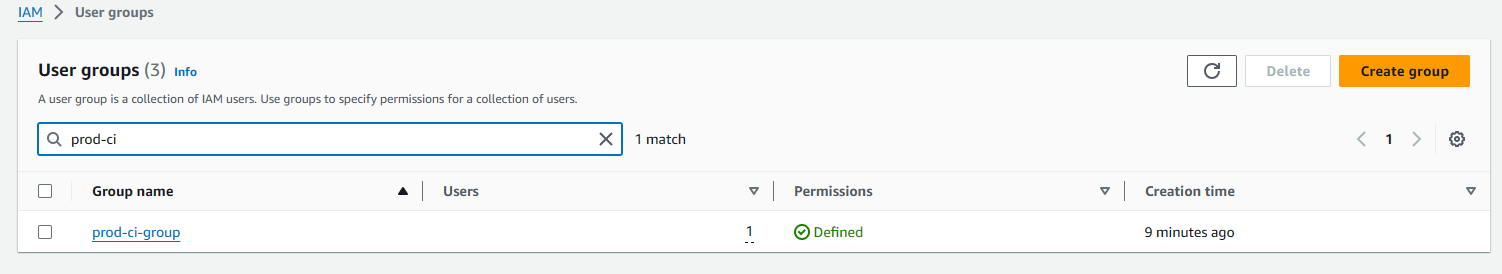 IAM > User groups
User groups (3) Info
Delete
Create group
A user group is a collection of IAM users. Use groups to specify permissions for a collection of users.
prod-ci
1 match
1
Group name
Users
Permissions
Creation time
prod-ci-group
1
Defined
9 minutes ago